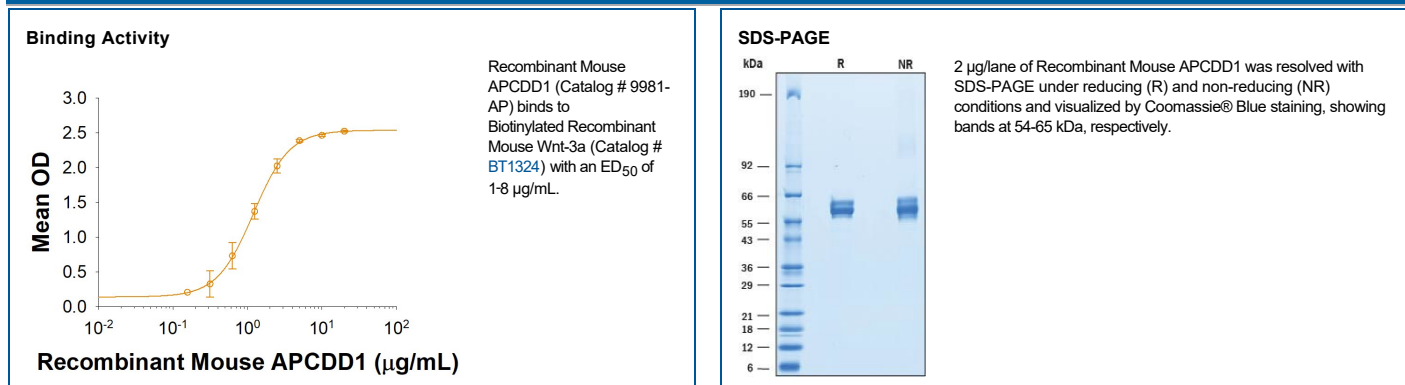 Binding Activity
3.0
2.5
2.0
1.5
1.0
0.5
0.0
Mean OD
10-2
10-1
100
101
102
Recombinant Mouse APCDD1 (μg/mL)
Recombinant Mouse
APCDD1 (Catalog # 9981-
AP) binds to
Biotinylated Recombinant
Mouse Wnt-3a (Catalog #
BT1324) with an ED50 of
1-8 μg/mL.
SDS-PAGE
kDa R NR
190
92
66
55
43
36
29
21
18
12
6
2 μg/lane of Recombinant Mouse APCDD1 was resolved with
SDS-PAGE under reducing (R) and non-reducing (NR)
conditions and visualized by Coomassie® Blue staining, showing
bands at 54-65 kDa, respectively.